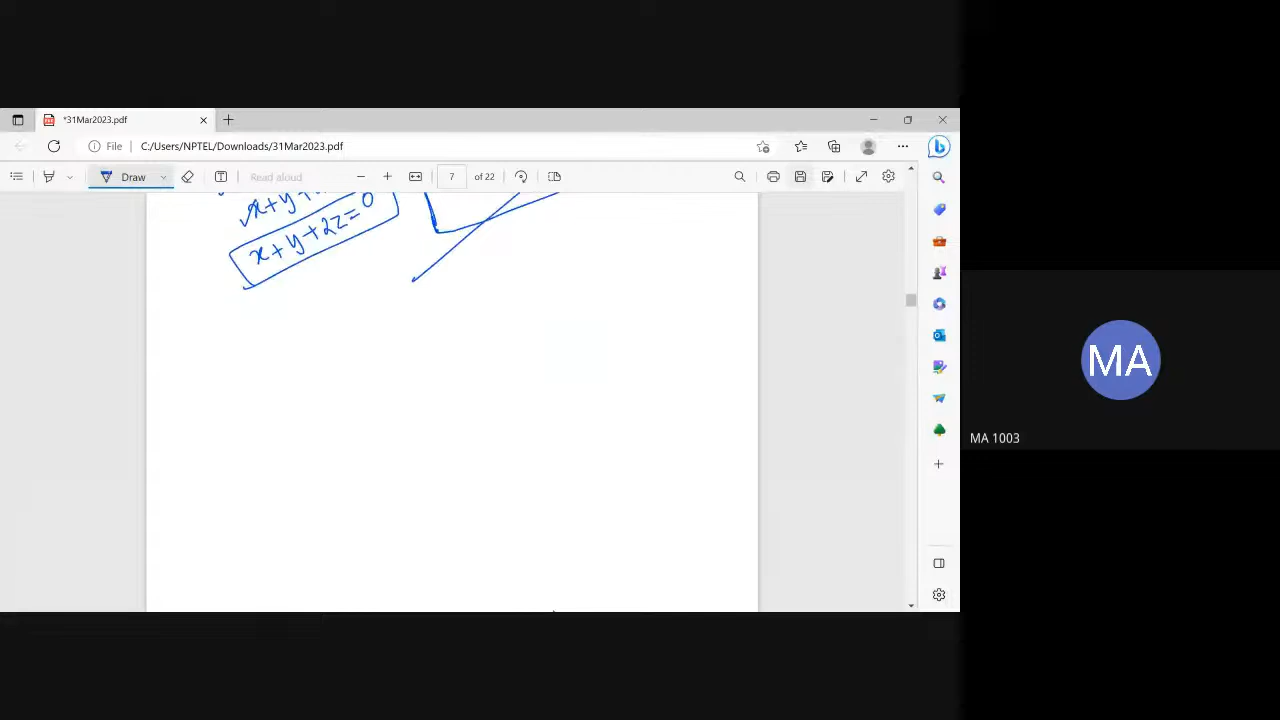 *31Mar2023.pdf
File
C:/Users/NPTEL/Downloads/31Mar2023.pdf
Draw
Read aloud
7 of 22
x+y+
x+y+2z=0
MA
MA 1003